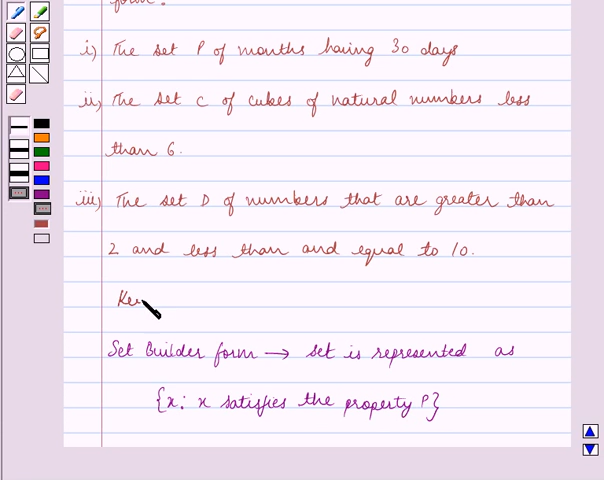 form.
i) The set P of months having 30 days
ii) The set C of cubes of natural numbers less
than 6.
iii) The set D of numbers that are greater than
2 and less than and equal to 10.
Ke
Set Builder form → set is represented as
{x: x satisfies the property P}